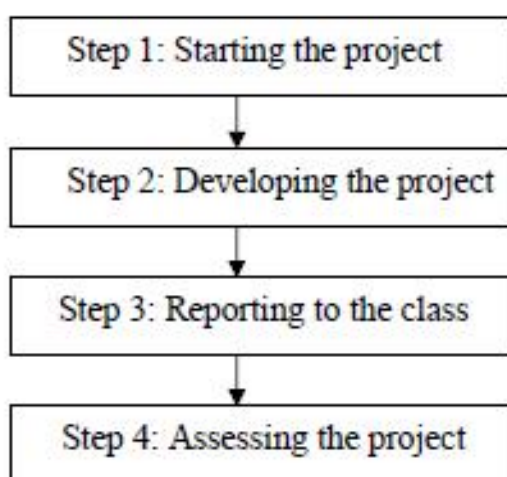 Step 1: Starting the project
Step 2: Developing the project
Step 3: Reporting to the class
Step 4: Assessing the project